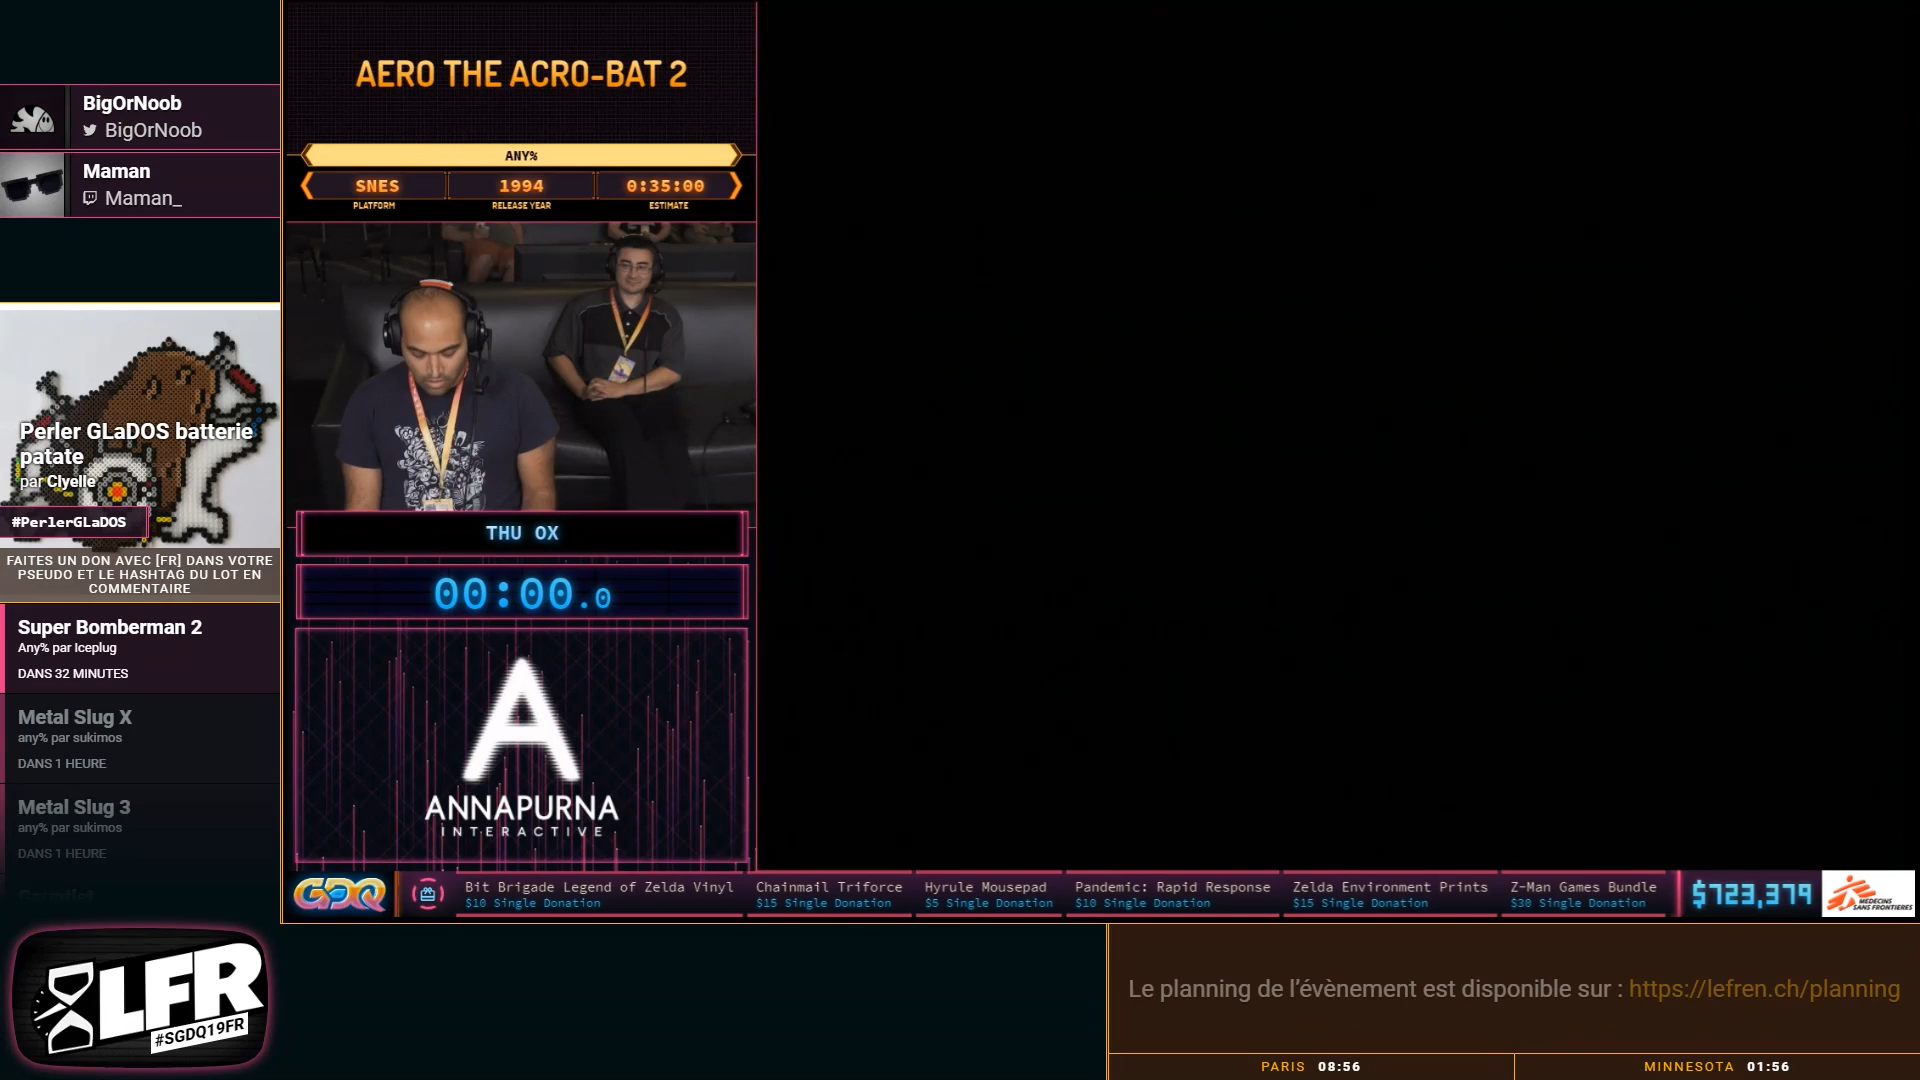 BigOrNoob
BigOrNoob
Maman
Maman_
Perler GLaDOS batterie
patate
par Clyelle
#PerlerGLaDOS
FAITES UN DON AVEC [FR] DANS VOTRE
PSEUDO ET LE HASHTAG DU LOT EN
COMMENTAIRE
Super Bomberman 2
Any% par Iceplug
DANS 32 MINUTES
Metal Slug X
any% par sukimos
DANS 1 HEURE
Metal Slug 3
any% par sukimos
DANS 1 HEURE
LFR
#SGDQ19FR
AERO THE ACRO-BAT 2
ANY%
SNES 1994 0:35:00
PLATFORM RELEASE YEAR ESTIMATE
THU OX
00:00.0
ANNAPURNA
INTERACTIVE
GDQ
Bit Brigade Legend of Zelda Vinyl
$10 Single Donation
Chainmail Triforce
$15 Single Donation
Hyrule Mousepad
$5 Single Donation
Pandemic: Rapid Response
$10 Single Donation
Zelda Environment Prints
$15 Single Donation
Z-Man Games Bundle
$30 Single Donation
$723,379
MEDECINS
SANS FRONTIERES
Le planning de l'évènement est disponible sur : https://lefren.ch/planning
PARIS 08:56
MINNESOTA 01:56